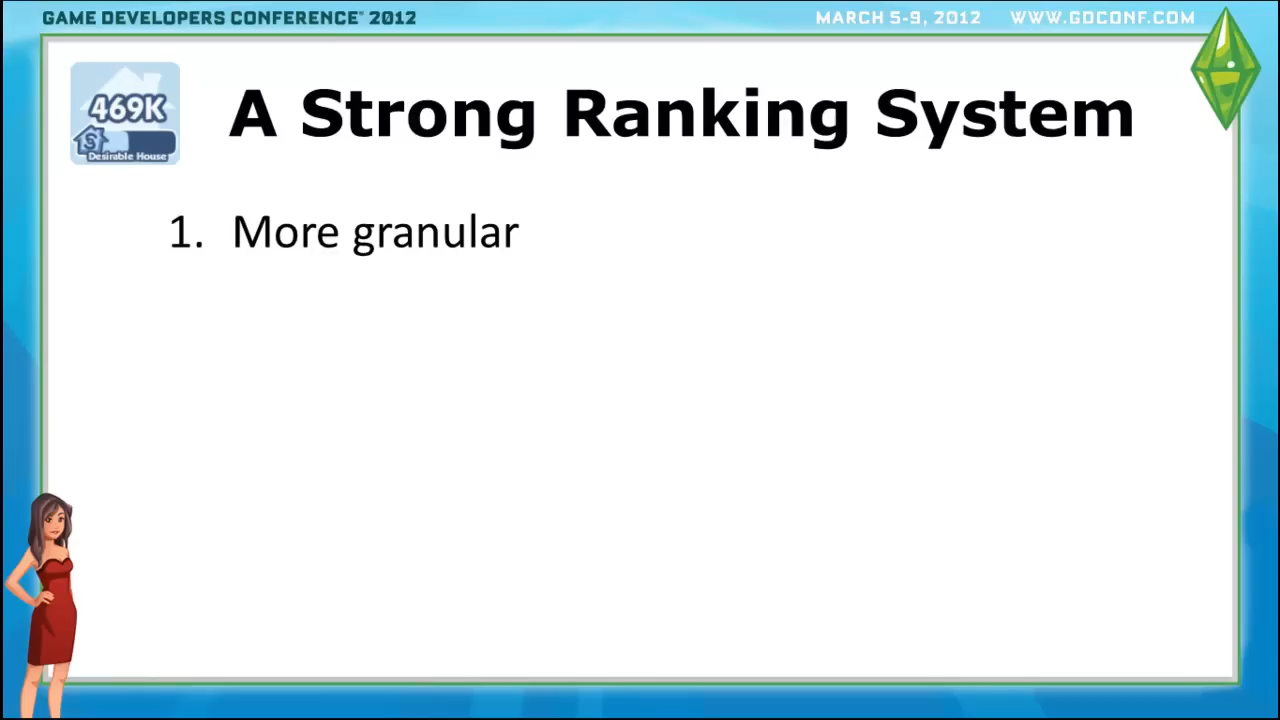 GAME DEVELOPERS CONFERENCE® 2012
MARCH 5-9, 2012 WWW.GDCONF.COM
469K
Desirable House
A Strong Ranking System
1. More granular